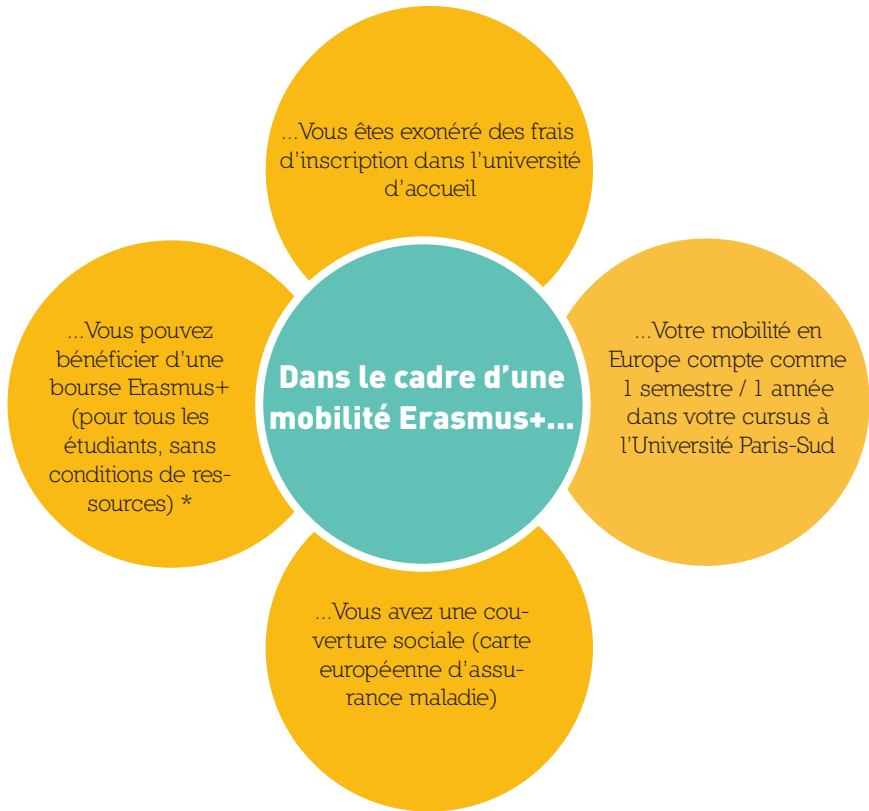 ...Vous êtes exonéré des frais
d'inscription dans l'université
d'accueil
...Vous pouvez
bénéficier d'une
bourse Erasmus+
(pour tous les
étudiants, sans
conditions de res-
sources) *
Dans le cadre d'une
mobilité Erasmus+...
...Votre mobilité en
Europe compte comme
1 semestre / 1 année
dans votre cursus à
l'Université Paris-Sud
...Vous avez une cou-
verture sociale (carte
européenne d'assu-
rance maladie)